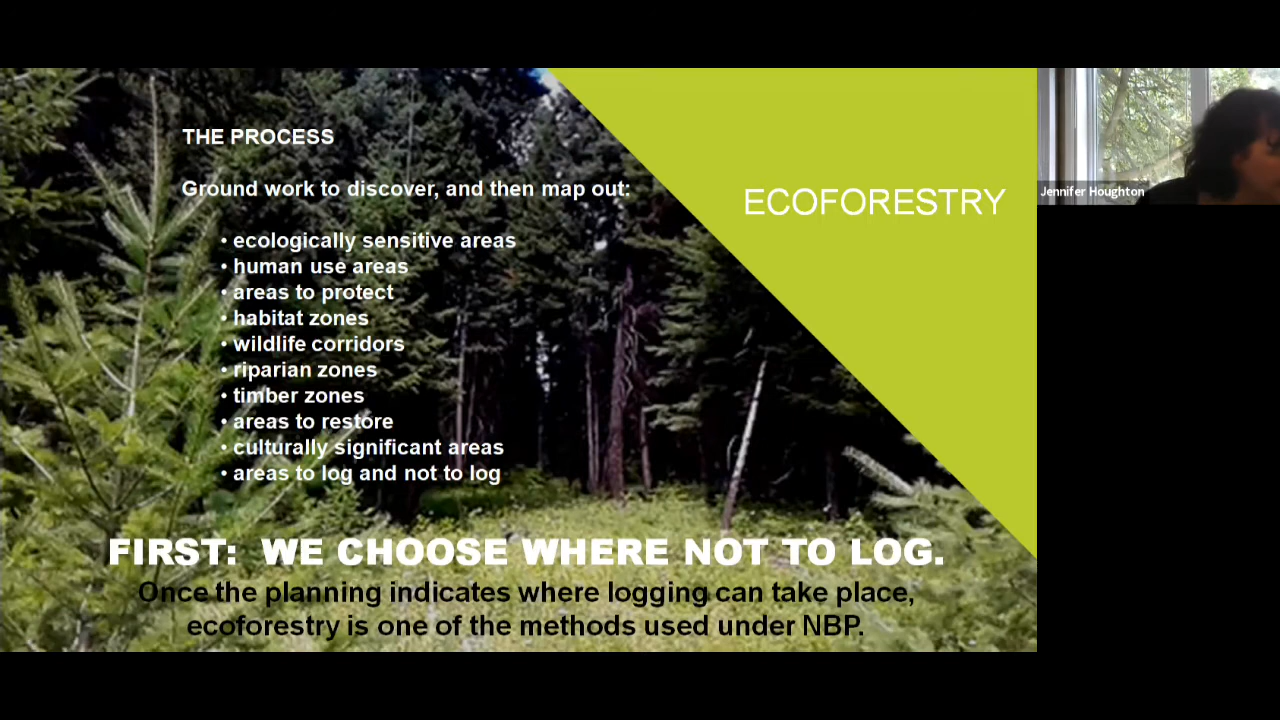 THE PROCESS
Ground work to discover, and then map out:
• ecologically sensitive areas
• human use areas
• areas to protect
• habitat zones
• wildlife corridors
• riparian zones
• timber zones
• areas to restore
• culturally significant areas
• areas to log and not to log
ECOFORESTRY
Jennifer Houghton
FIRST: WE CHOOSE WHERE NOT TO LOG.
Once the planning indicates where logging can take place,
ecoforestry is one of the methods used under NBP.